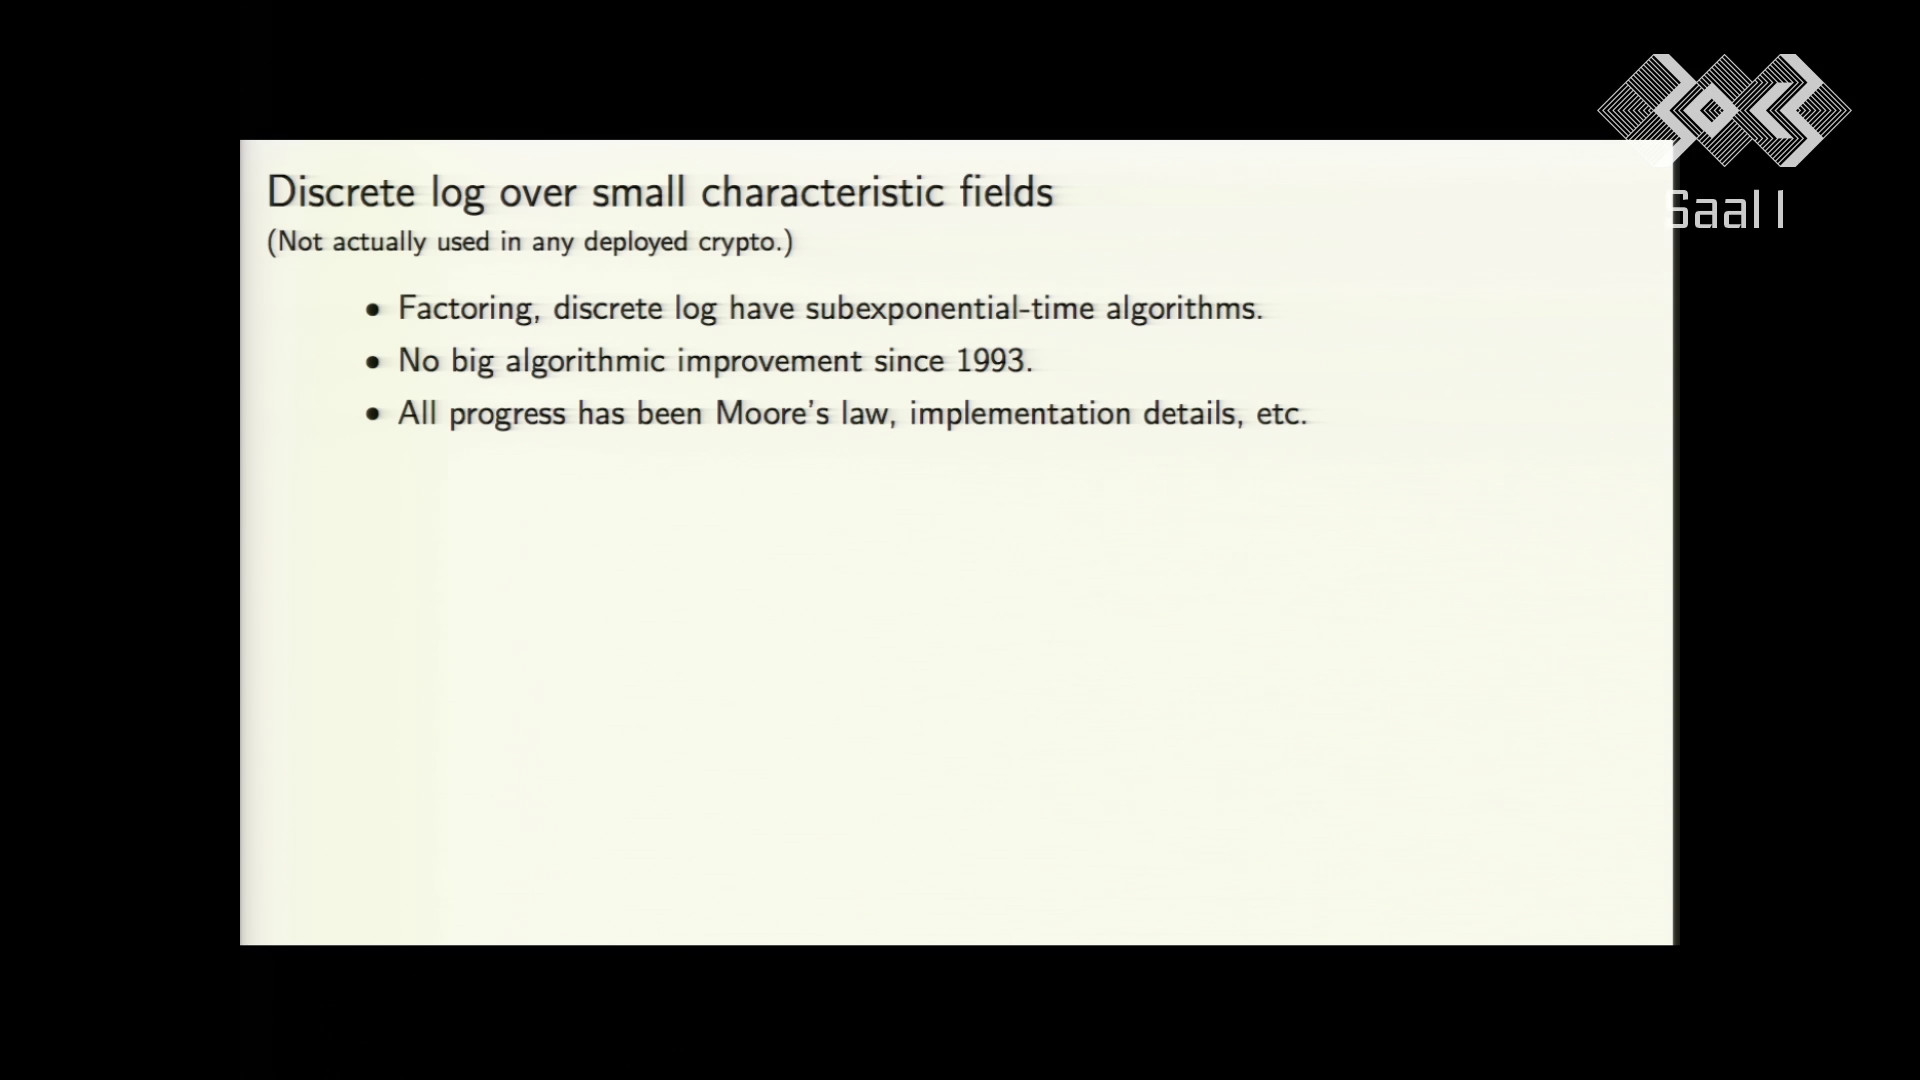 Discrete log over small characteristic fields
(Not actually used in any deployed crypto.)
• Factoring, discrete log have subexponential-time algorithms.
• No big algorithmic improvement since 1993.
• All progress has been Moore's law, implementation details, etc.
30C3
Saal 1